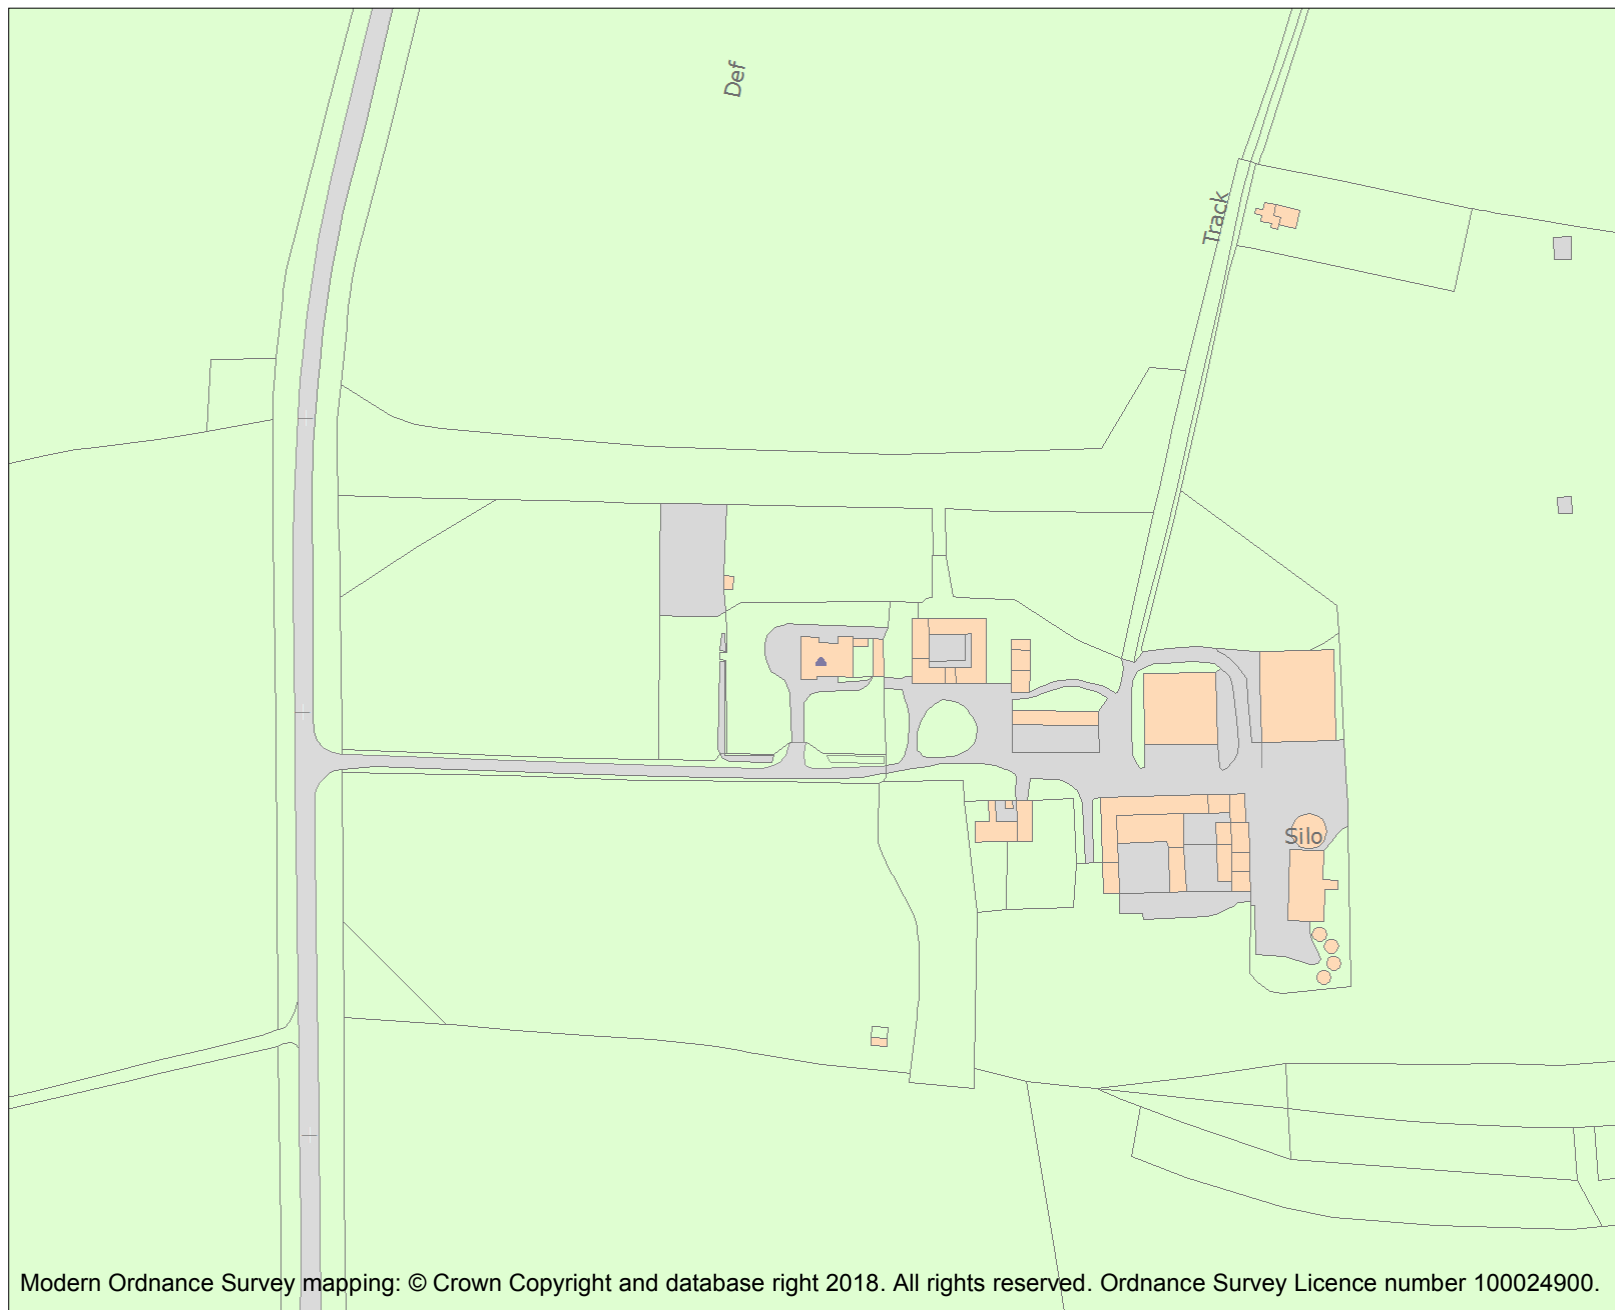 Def
Track
Silo
Modern Ordnance Survey mapping: © Crown Copyright and database right 2018. All rights reserved. Ordnance Survey Licence number 100024900.